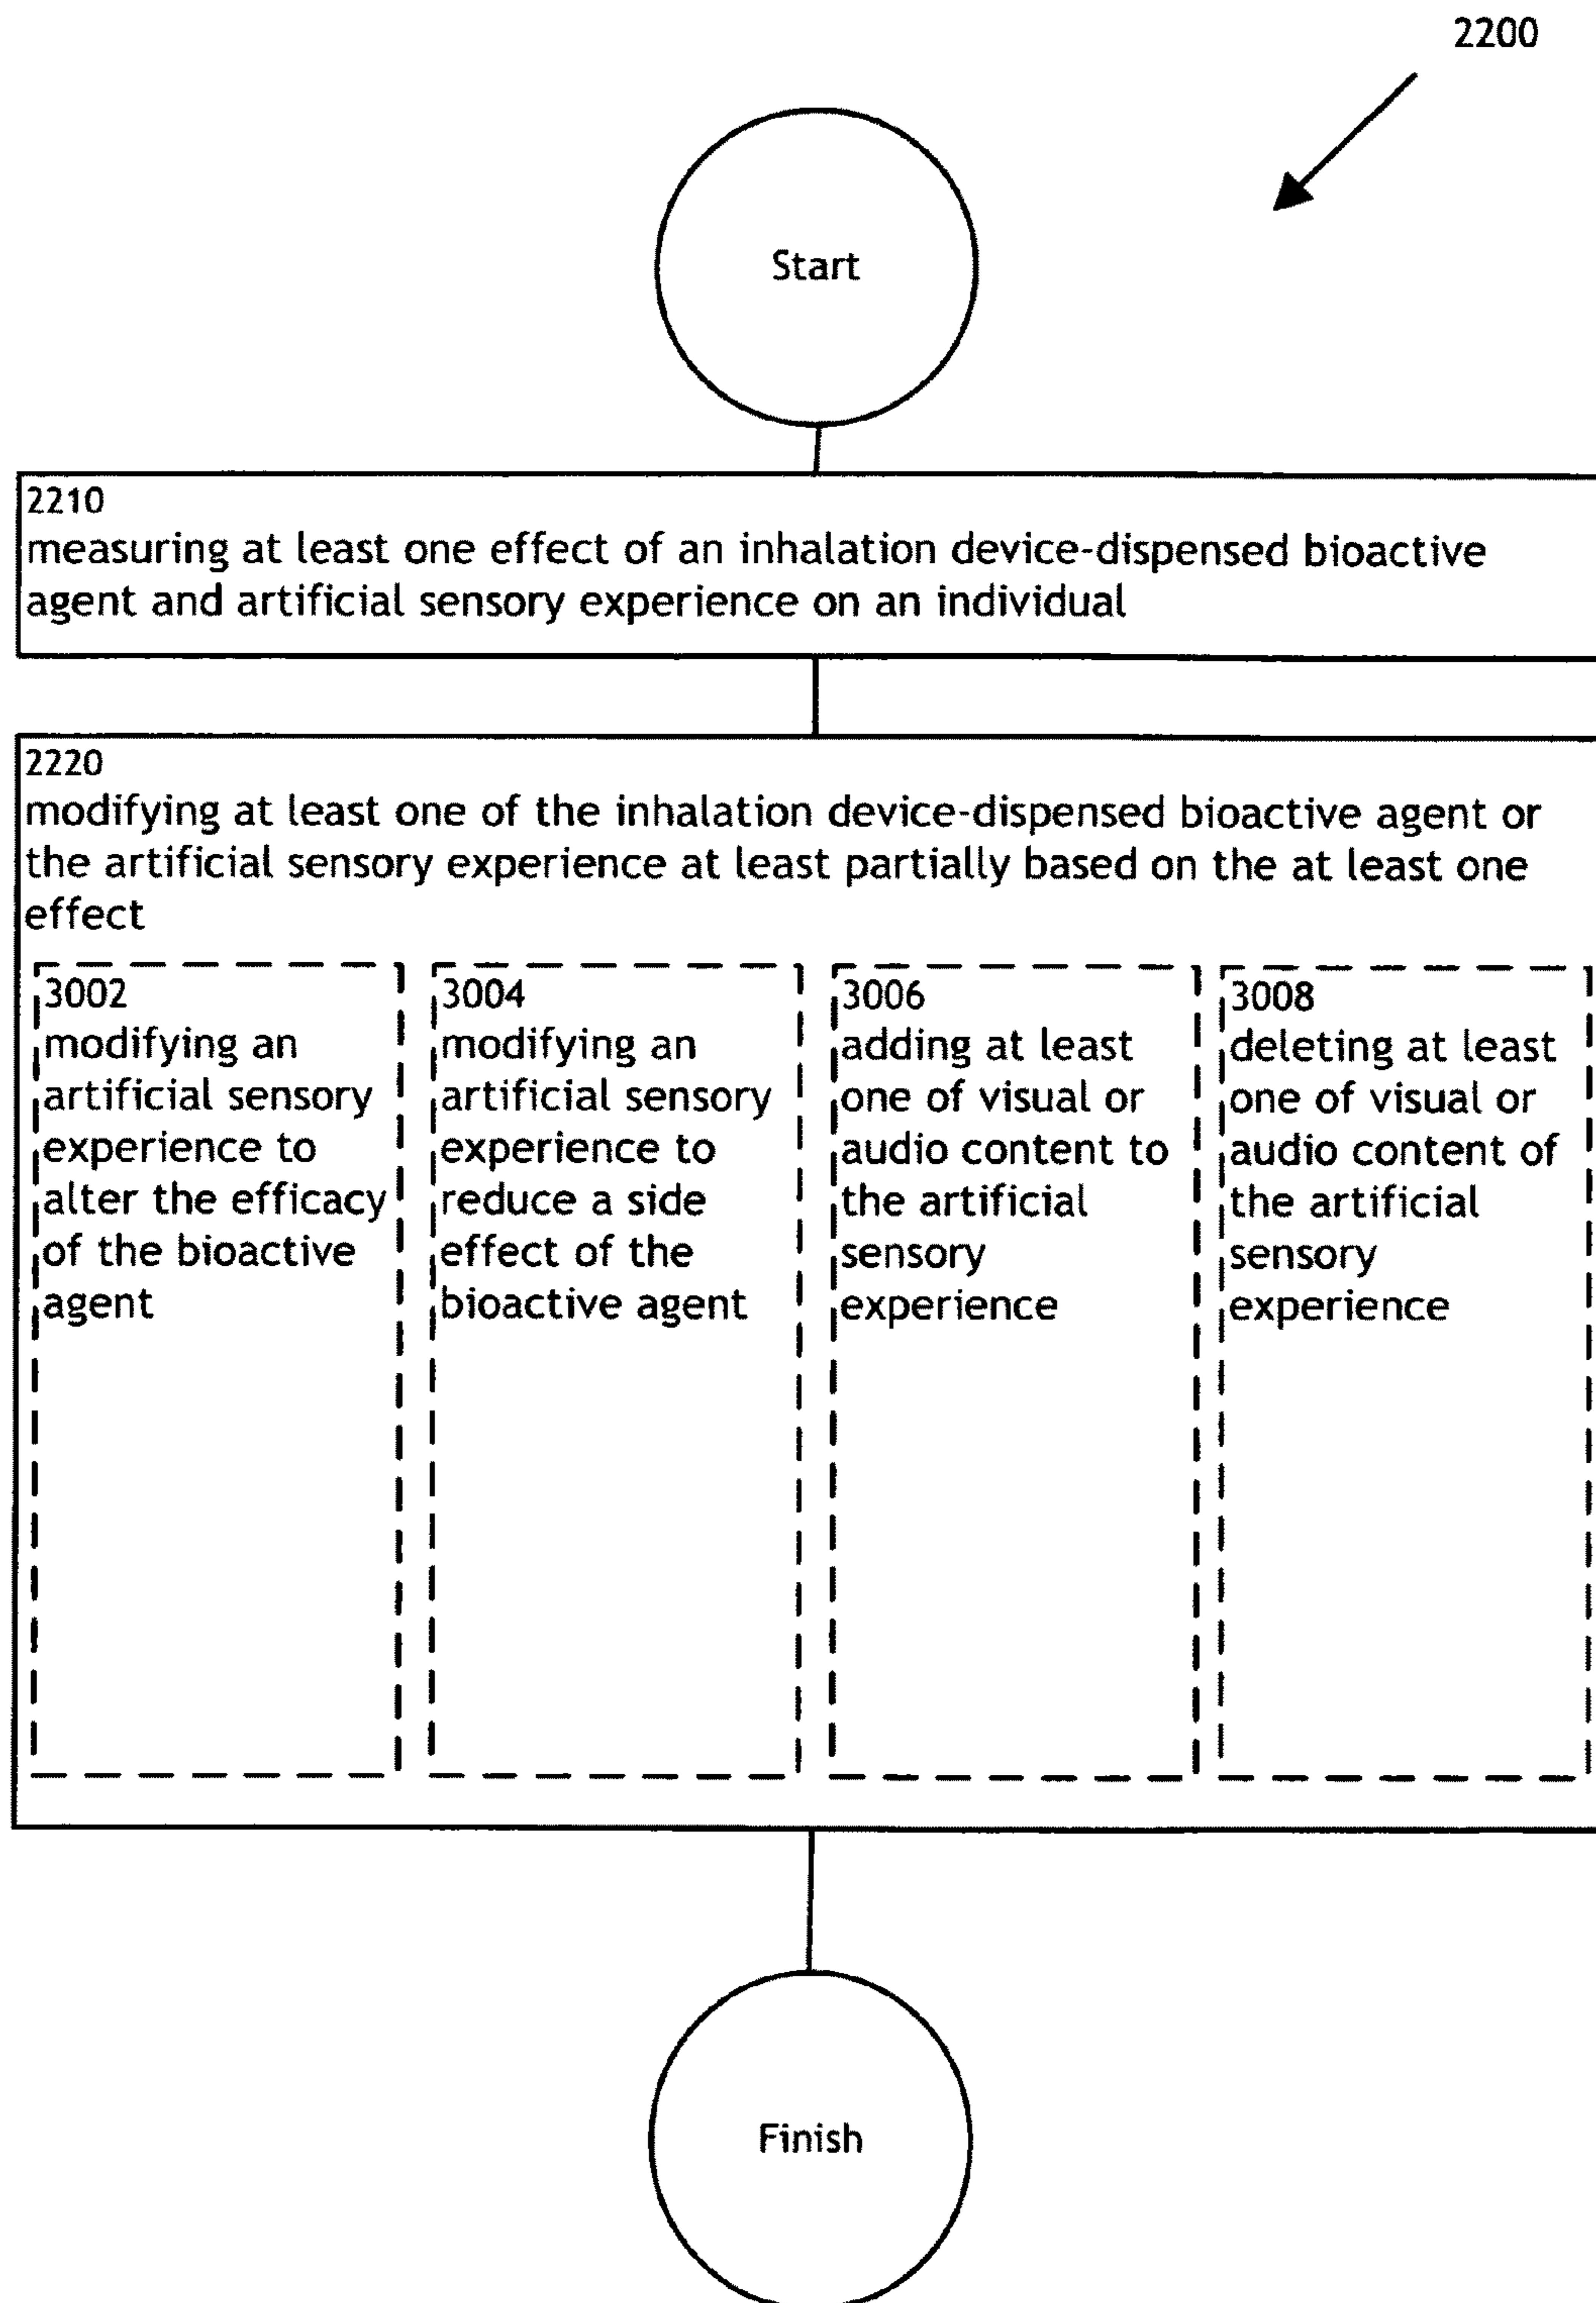 2200
Start
2210
measuring at least one effect of an inhalation device-dispensed bioactive
agent and artificial sensory experience on an individual
2220
modifying at least one of the inhalation device-dispensed bioactive agent or
the artificial sensory experience at least partially based on the at least one
effect
3002
modifying an
artificial sensory
experience to
alter the efficacy
of the bioactive
agent
3004
modifying an
artificial sensory
experience to
reduce a side
effect of the
bioactive agent
3006
adding at least
one of visual or
audio content to
the artificial
sensory
experience
3008
deleting at least
one of visual or
audio content of
the artificial
sensory
experience
Finish